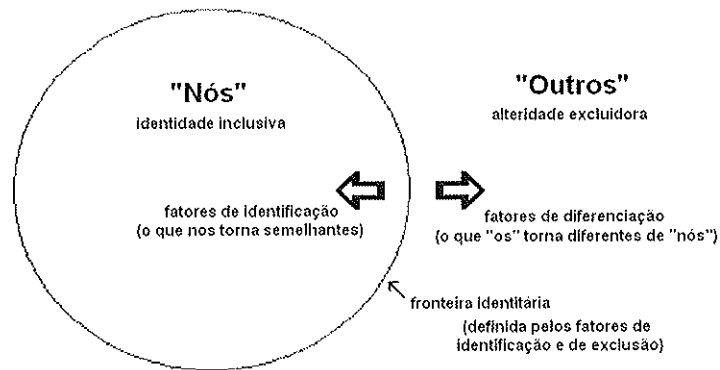 "Nós"
identidade inclusiva
"Outros"
alteridade excluidora
fatores de identificação
(o que nos torna semelhantes)
fatores de diferenciação
(o que "os" torna diferentes de "nós")
fronteira identitária
(definida pelos fatores de
identificação e de exclusão)